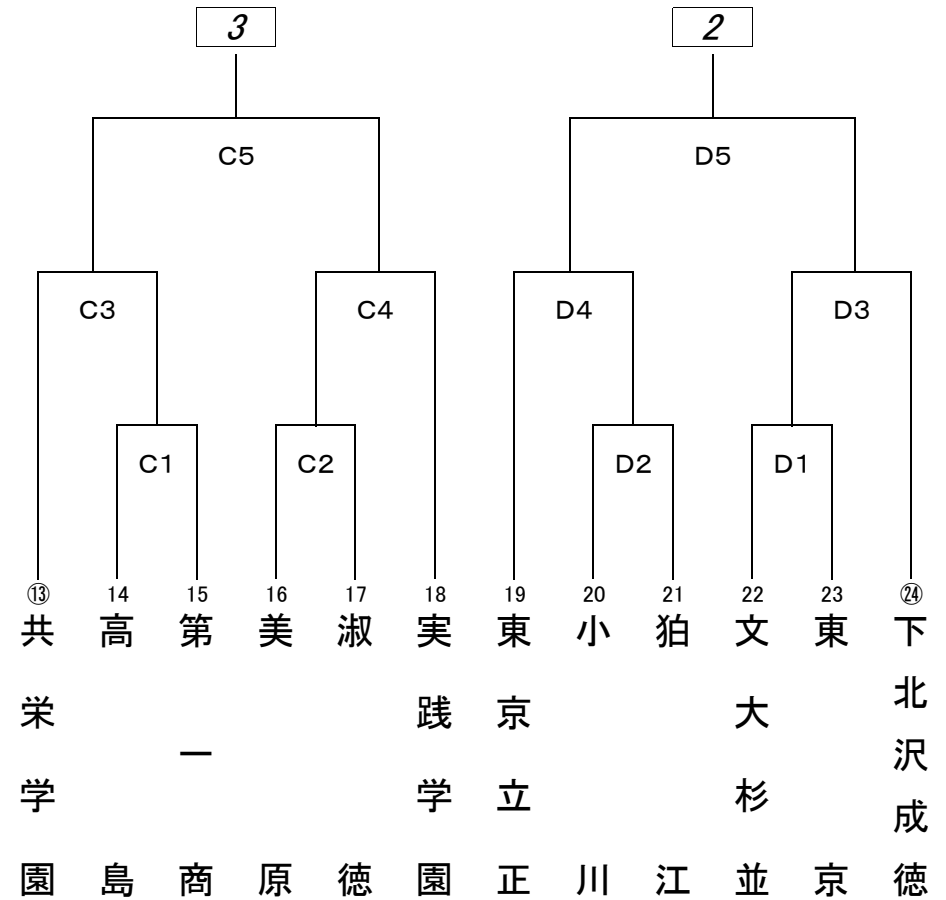 3
2
C5
D5
C3
C4
D4
D3
C1
C2
D2
D1
⑬
14
15
16
17
18
19
20
21
22
23
㉔
共栄学園
高島
第一商
美原
淑徳
実践学園
東京立正
小川
狛江
文大杉並
東京
下北沢成徳